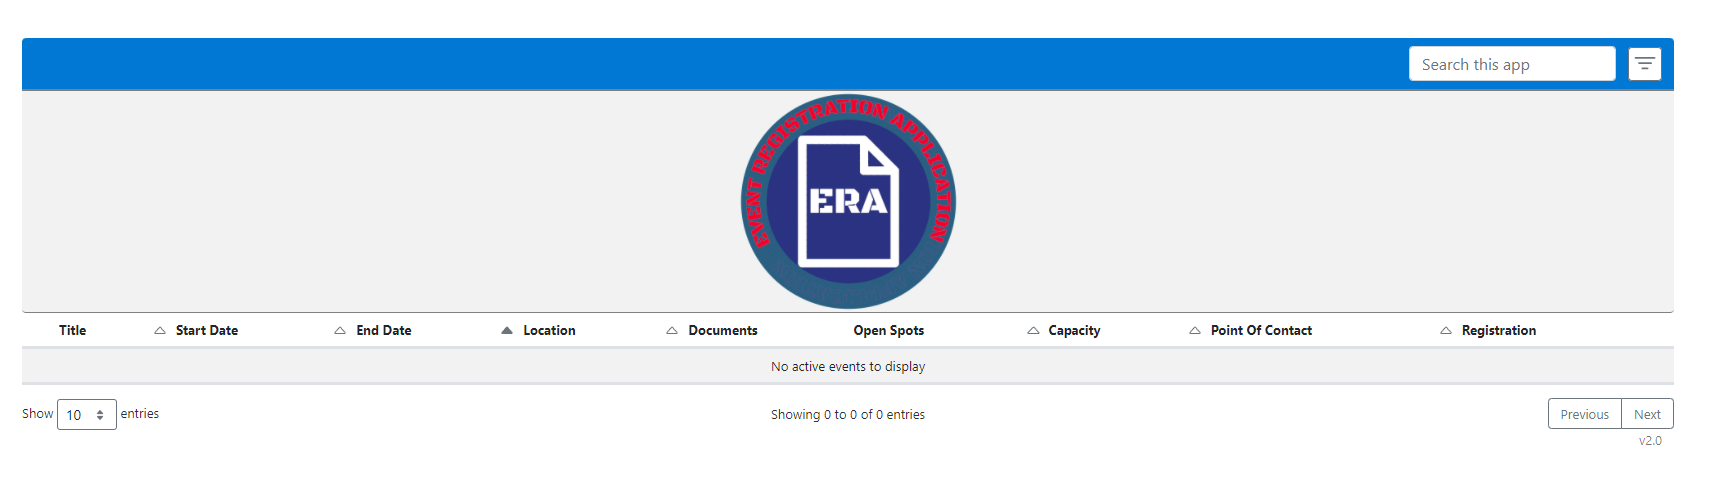 Search this app
EVENT REGISTRATION APPLICATION
ERA
Title Start Date End Date Location Documents Open Spots Capacity Point Of Contact Registration
No active events to display
Show 10 entries Showing 0 to 0 of 0 entries Previous Next
v2.0